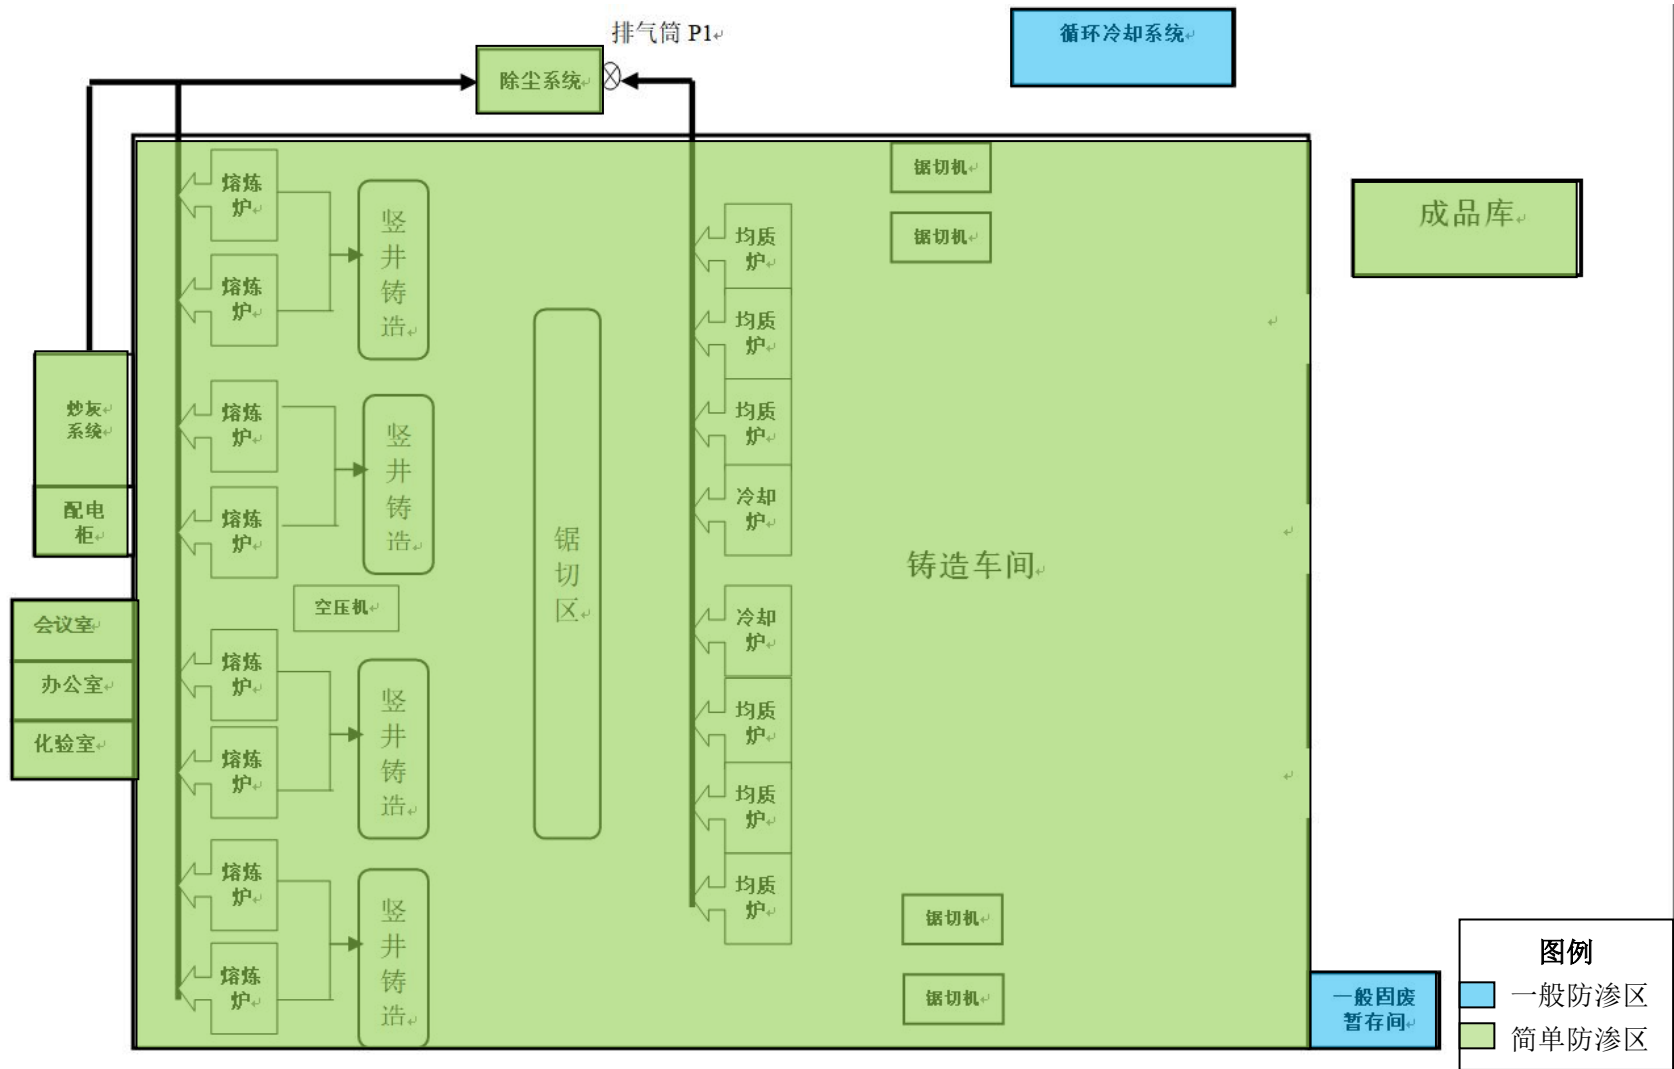 排气筒 P1
循环冷却系统
除尘系统
熔炼
炉
竖
井
铸
造
熔炼
炉
锯切机
锯切机
成品库
均质
炉
均质
炉
均质
炉
冷却
炉
炒灰
系统
配电
柜
熔炼
炉
竖
井
铸
造
熔炼
炉
锯
切
区
铸造车间
空压机
会议室
办公室
化验室
熔炼
炉
竖
井
铸
造
熔炼
炉
冷却
炉
均质
炉
均质
炉
均质
炉
熔炼
炉
竖
井
铸
造
熔炼
炉
锯切机
锯切机
一般固废
暂存间
图例
一般防渗区
简单防渗区